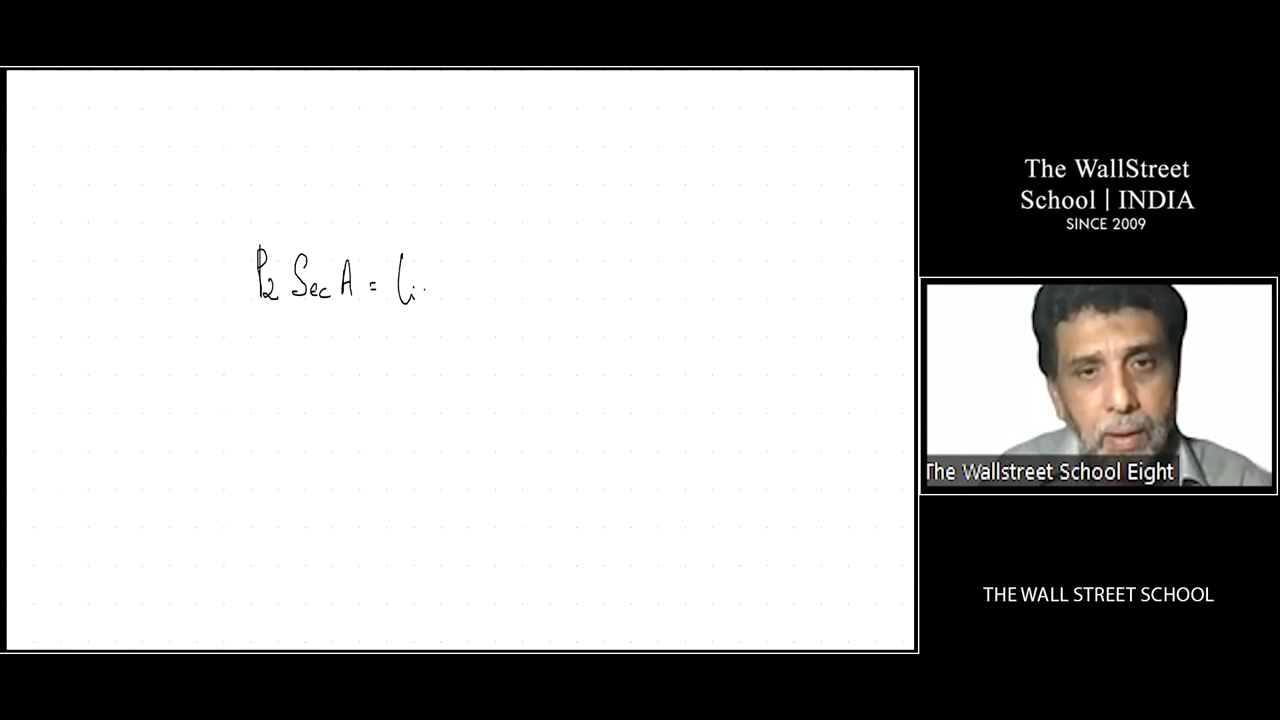 P2 Sec A = (i.
The WallStreet
School | INDIA
SINCE 2009
The Wallstreet School Eight
THE WALL STREET SCHOOL